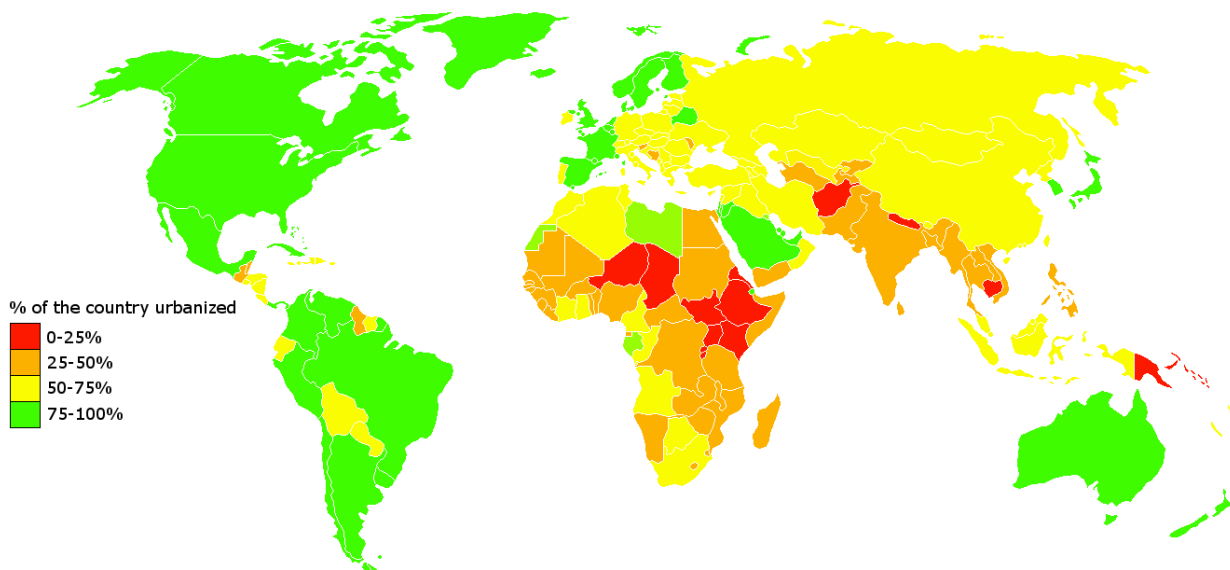 % of the country urbanized
0-25%
25-50%
50-75%
75-100%